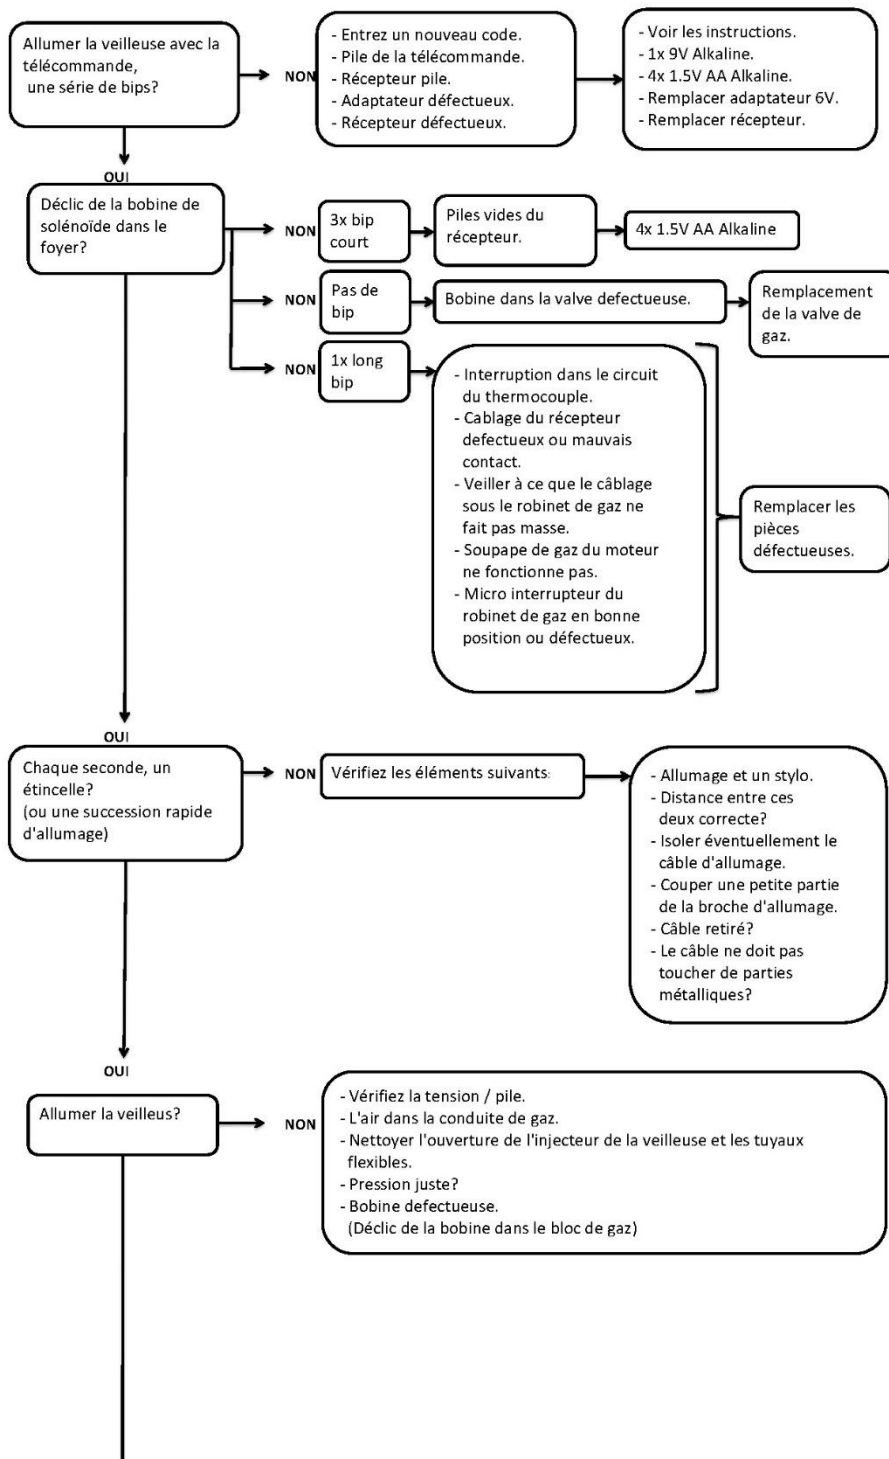 Allumer la veilleuse avec la
télécommande,
une série de bips?
NON
- Entrez un nouveau code.
- Pile de la télécommande.
- Récepteur pile.
- Adaptateur défectueux.
- Récepteur défectueux.
- Voir les instructions.
- 1x 9V Alkaline.
- 4x 1.5V AA Alkaline.
- Remplacer adaptateur 6V.
- Remplacer récepteur.
OUI
Déclic de la bobine de
solénoïde dans le
foyer?
NON
3x bip
court
Piles vides du
récepteur.
4x 1.5V AA Alkaline
NON
Pas de
bip
Bobine dans la valve defectueuse.
Remplacement
de la valve de
gaz.
NON
1x long
bip
- Interruption dans le circuit
du thermocouple.
- Cablage du récepteur
defectueux ou mauvais
contact.
- Veiller à ce que le câblage
sous le robinet de gaz ne
fait pas masse.
- Soupape de gaz du moteur
ne fonctionne pas.
- Micro interrupteur du
robinet de gaz en bonne
position ou défectueux.
Remplacer les
pièces
défectueuses.
OUI
Chaque seconde, un
étincelle?
(ou une succession rapide
d'allumage)
NON
Vérifiez les éléments suivants:
- Allumage et un stylo.
- Distance entre ces
deux correcte?
- Isoler éventuellement le
câble d'allumage.
- Couper une petite partie
de la broche d'allumage.
- Câble retiré?
- Le câble ne doit pas
toucher de parties
métalliques?
OUI
Allumer la veilleus?
NON
- Vérifiez la tension / pile.
- L'air dans la conduite de gaz.
- Nettoyer l'ouverture de l'injecteur de la veilleuse et les tuyaux
flexibles.
- Pression juste?
- Bobine defectueuse.
(Déclic de la bobine dans le bloc de gaz)